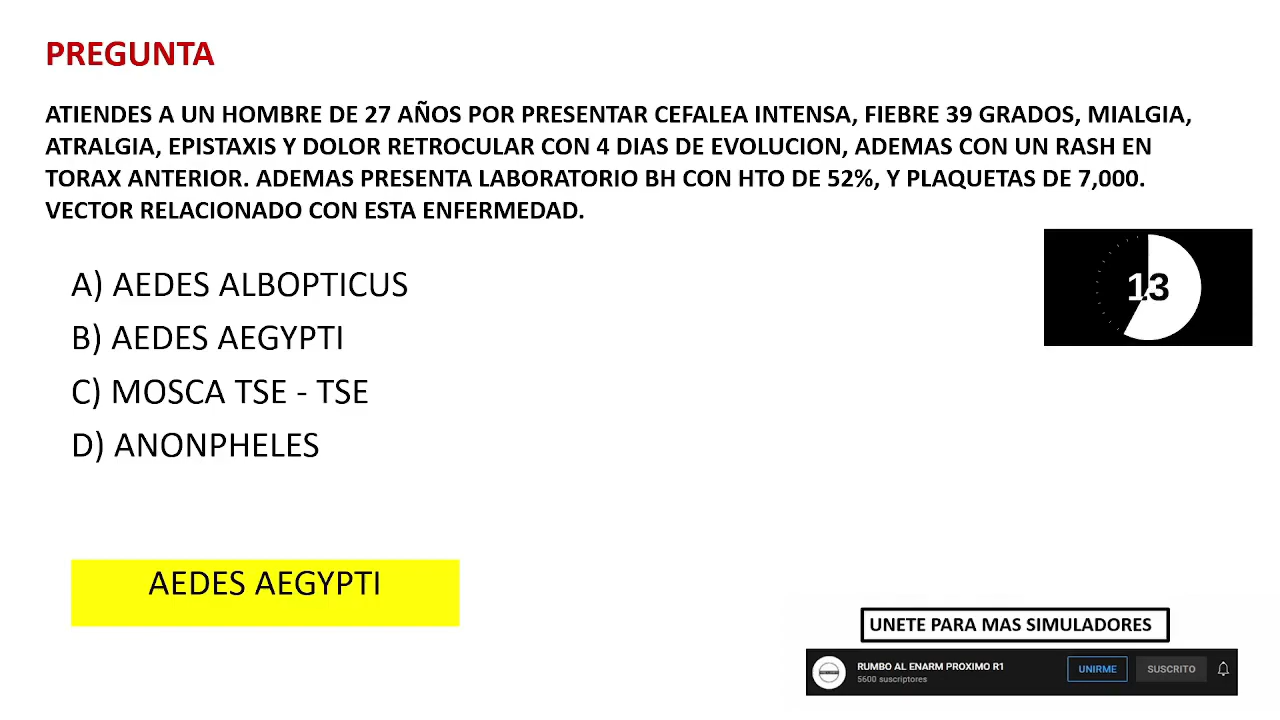 PREGUNTA
ATIENDES A UN HOMBRE DE 27 AÑOS POR PRESENTAR CEFALEA INTENSA, FIEBRE 39 GRADOS, MIALGIA,
ATRALGIA, EPISTAXIS Y DOLOR RETROCULAR CON 4 DIAS DE EVOLUCION, ADEMAS CON UN RASH EN
TORAX ANTERIOR. ADEMAS PRESENTA LABORATORIO BH CON HTO DE 52%, Y PLAQUETAS DE 7,000.
VECTOR RELACIONADO CON ESTA ENFERMEDAD.
A) AEDES ALBOPTICUS
B) AEDES AEGYPTI
C) MOSCA TSE - TSE
D) ANONPHELES
13
AEDES AEGYPTI
UNETE PARA MAS SIMULADORES
RUMBO AL ENARM PROXIMO R1
5600 suscriptores
UNIRME
SUSCRITO